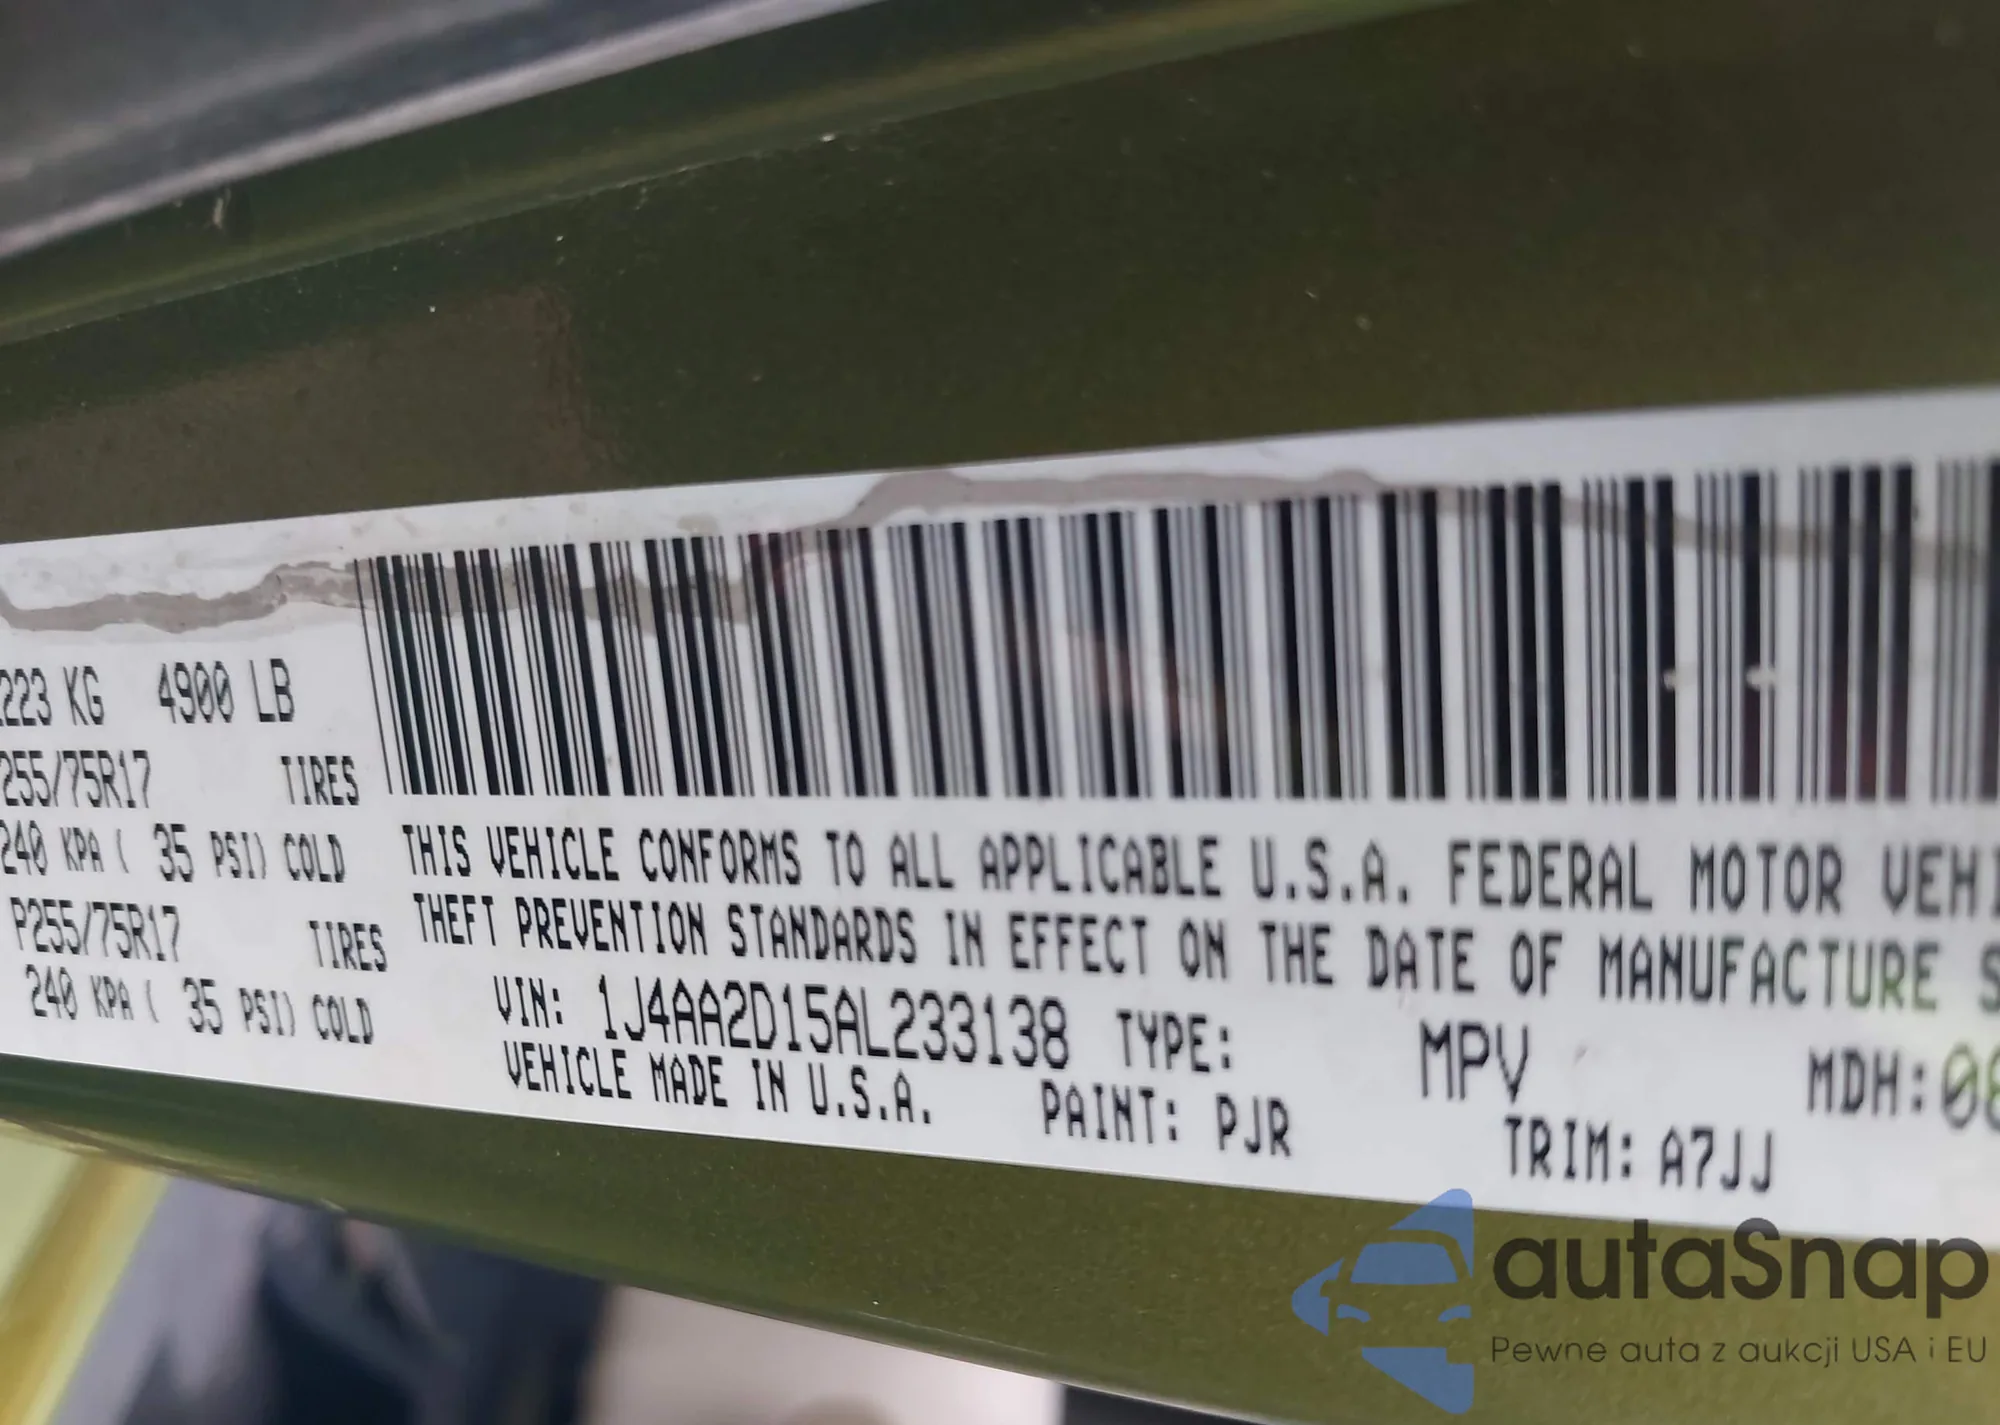 223 KG 4900 LB
255/75R17 TIRES
240 KPA ( 35 PSI) COLD
P255/75R17 TIRES
240 KPA ( 35 PSI) COLD
THIS VEHICLE CONFORMS TO ALL APPLICABLE U.S.A. FEDERAL MOTOR VEHI
THEFT PREVENTION STANDARDS IN EFFECT ON THE DATE OF MANUFACTURE S
VIN: 1J4AA2D15AL233138 TYPE: MPV MDH:08
VEHICLE MADE IN U.S.A. PAINT: PJR TRIM: A7JJ
autaSnap
Pewne auta z aukcji USA i EU